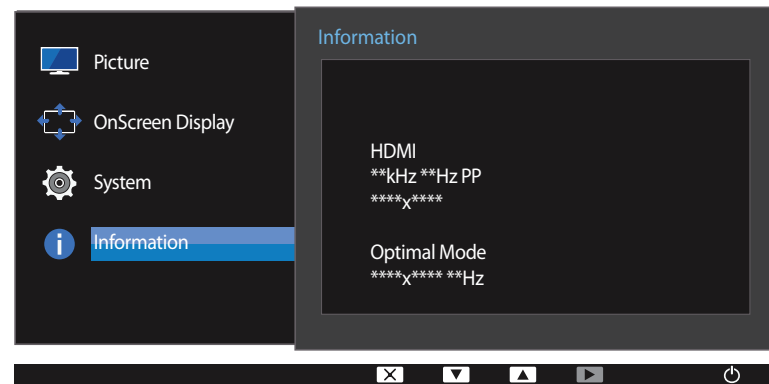 Picture
OnScreen Display
System
Information
Information
HDMI
**kHz **Hz PP
****x****
Optimal Mode
****x**** **Hz